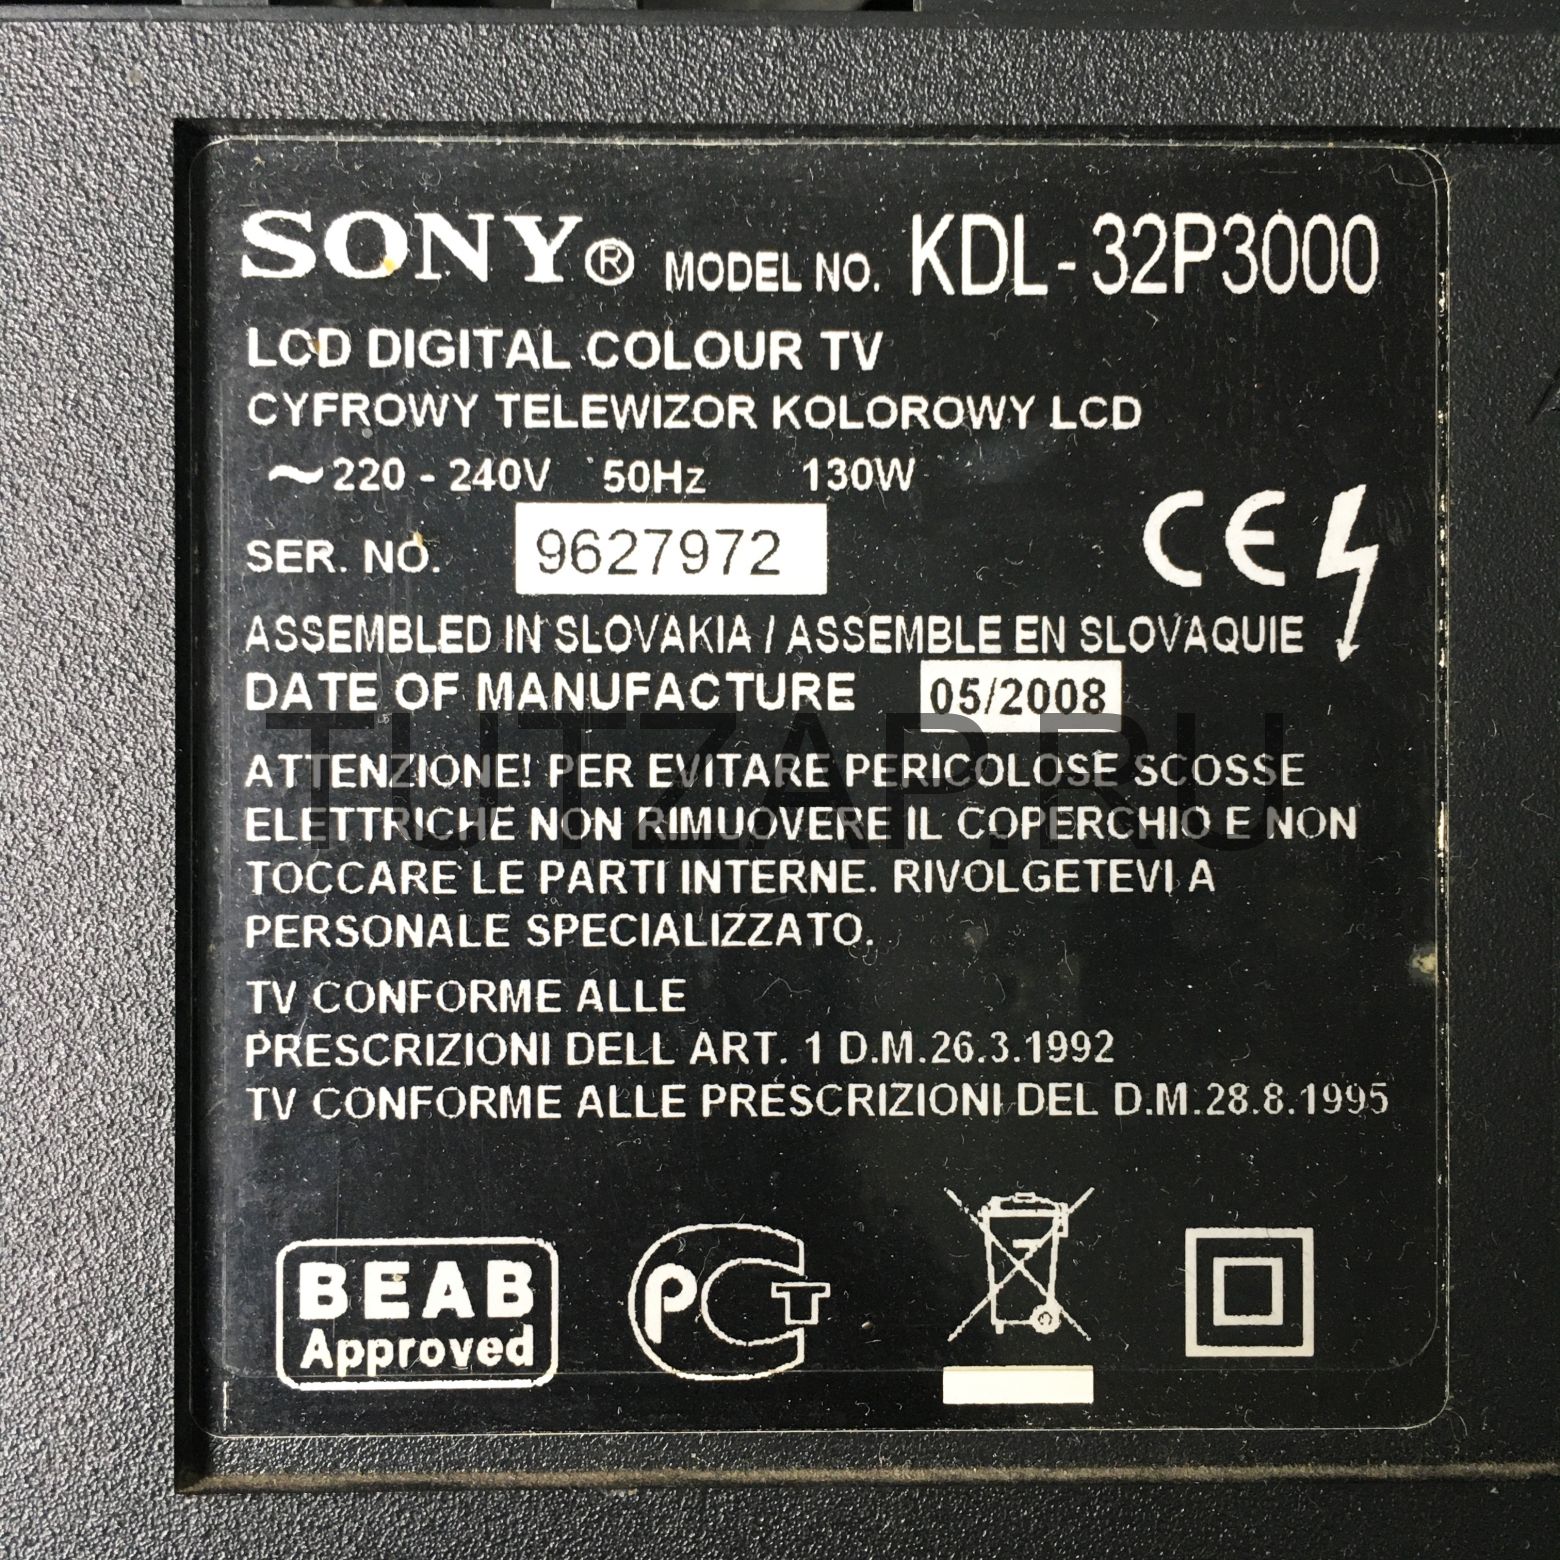 SONY® MODEL NO. KDL-32P3000
LCD DIGITAL COLOUR TV
CYFROWY TELEWIZOR KOLOROWY LCD
~220 - 240V 50Hz 130W
SER. NO. 9627972
CE
ASSEMBLED IN SLOVAKIA / ASSEMBLE EN SLOVAQUIE
DATE OF MANUFACTURE 05/2008
TUTZAP.RU
ATTENZIONE! PER EVITARE PERICOLOSE SCOSSE
ELETTRICHE NON RIMUOVERE IL COPERCHIO E NON
TOCCARE LE PARTI INTERNE. RIVOLGETEVI A
PERSONALE SPECIALIZZATO.
TV CONFORME ALLE
PRESCRIZIONI DELL ART. 1 D.M.26.3.1992
TV CONFORME ALLE PRESCRIZIONI DEL D.M.28.8.1995
BEAB
Approved
PCT